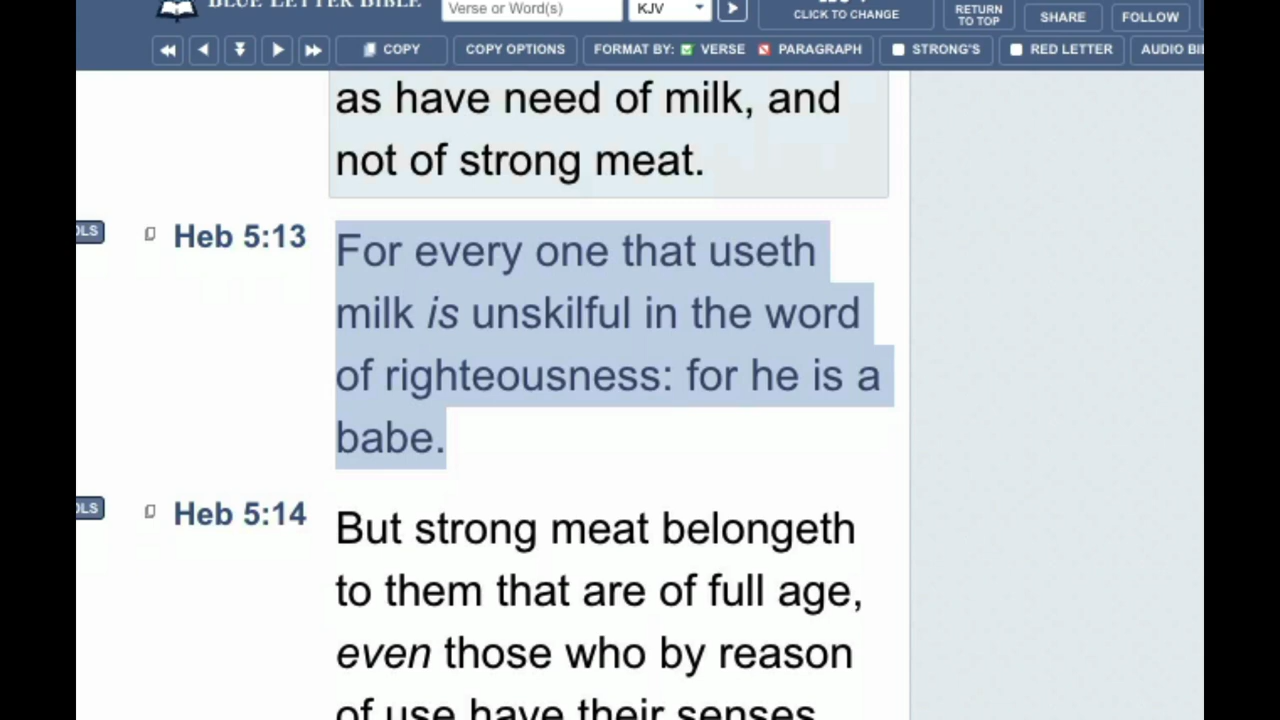 BLUE LETTER BIBLE
Verse or Word(s)
KJV
CLICK TO CHANGE
RETURN
TO TOP
SHARE
FOLLOW
COPY
COPY OPTIONS
FORMAT BY: VERSE PARAGRAPH
STRONG'S
RED LETTER
AUDIO BI
as have need of milk, and
not of strong meat.
OLS
Heb 5:13
For every one that useth
milk is unskilful in the word
of righteousness: for he is a
babe.
OLS
Heb 5:14
But strong meat belongeth
to them that are of full age,
even those who by reason
of use have their senses